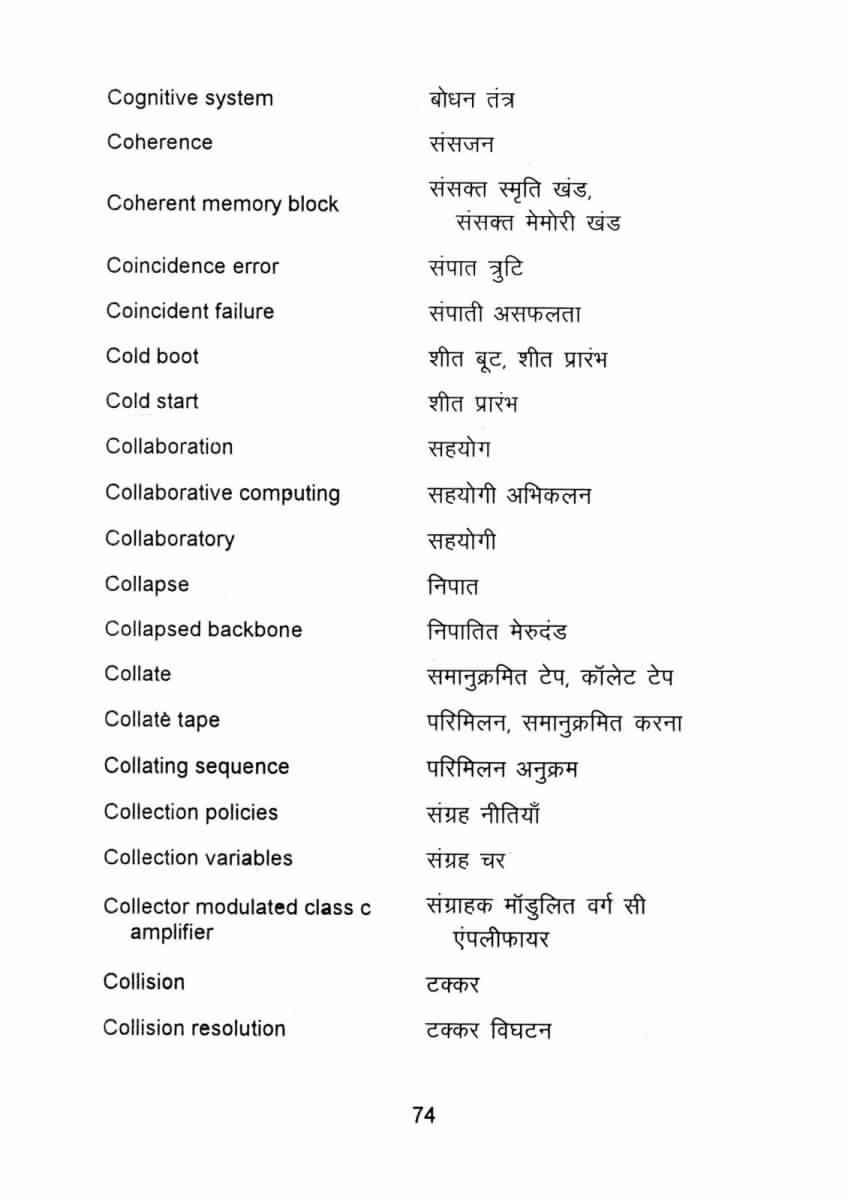 Cognitive system बोधन तंत्र
Coherence संसजन
Coherent memory block संसक्त स्मृति खंड,
संसक्त मेमोरी खंड
Coincidence error संपात त्रुटि
Coincident failure संपाती असफलता
Cold boot शीत बूट, शीत प्रारंभ
Cold start शीत प्रारंभ
Collaboration सहयोग
Collaborative computing सहयोगी अभिकलन
Collaboratory सहयोगी
Collapse निपात
Collapsed backbone निपातित मेरुदंड
Collate समानुक्रमित टेप, कॉलेट टेप
Collate tape परिमिलन, समानुक्रमित करना
Collating sequence परिमिलन अनुक्रम
Collection policies संग्रह नीतियाँ
Collection variables संग्रह चर
Collector modulated class c संग्राहक मॉडुलित वर्ग सी
amplifier एंपलीफायर
Collision टक्कर
Collision resolution टक्कर विघटन
74